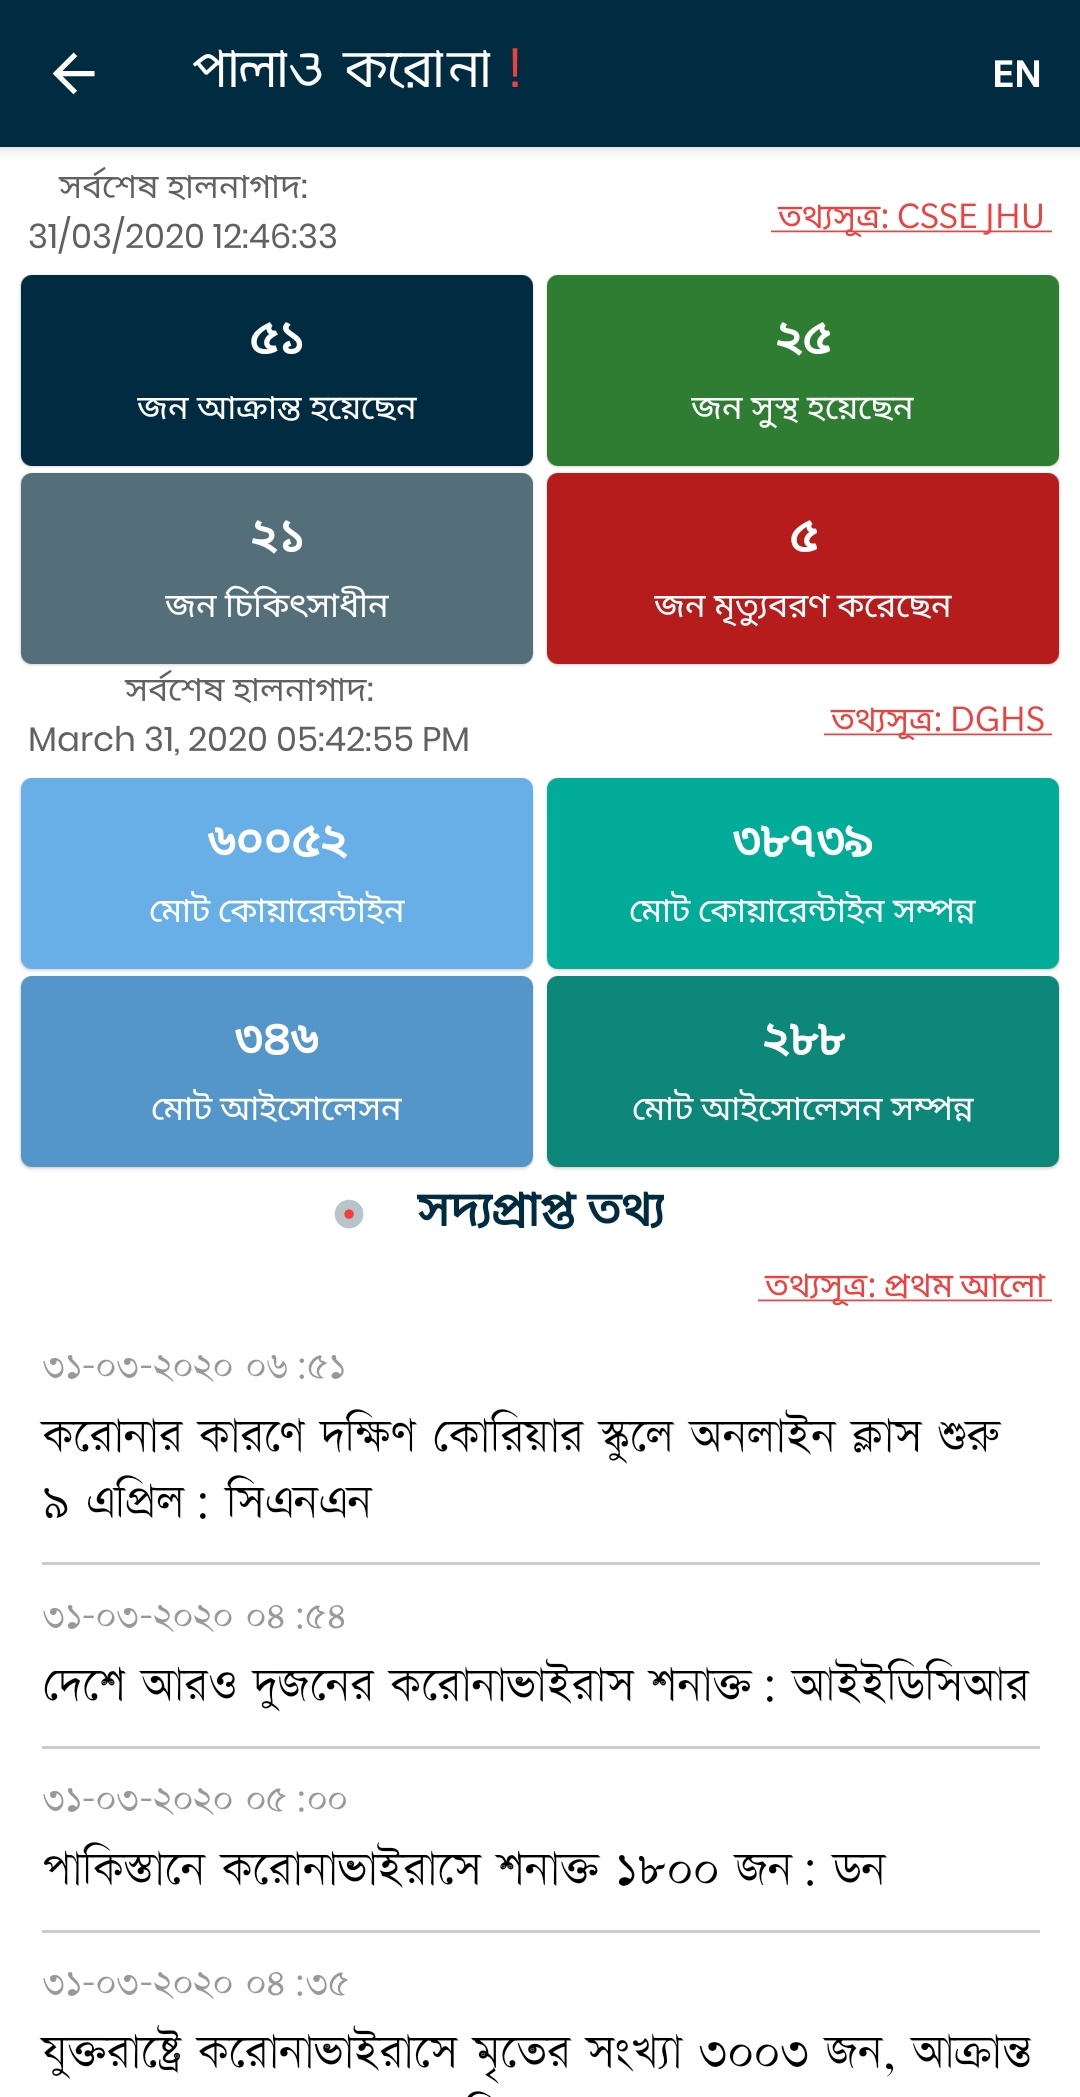 পালাও করোনা !
EN
সর্বশেষ হালনাগাদ:
31/03/2020 12:46:33
তথ্যসূত্র: CSSE JHU
৫১
জন আক্রান্ত হয়েছেন
২৫
জন সুস্থ হয়েছেন
২১
জন চিকিৎসাধীন
৫
জন মৃত্যুবরণ করেছেন
সর্বশেষ হালনাগাদ:
March 31, 2020 05:42:55 PM
তথ্যসূত্র: DGHS
৬০০৫২
মোট কোয়ারেন্টাইন
৩৮৭৩৯
মোট কোয়ারেন্টাইন সম্পন্ন
৩৪৬
মোট আইসোলেসন
২৮৮
মোট আইসোলেসন সম্পন্ন
সদ্যপ্রাপ্ত তথ্য
তথ্যসূত্র: প্রথম আলো
৩১-০৩-২০২০ ০৬ :৫১
করোনার কারণে দক্ষিণ কোরিয়ার স্কুলে অনলাইন ক্লাস শুরু
৯ এপ্রিল : সিএনএন
৩১-০৩-২০২০ ০৪ :৫৪
দেশে আরও দুজনের করোনাভাইরাস শনাক্ত : আইইডিসিআর
৩১-০৩-২০২০ ০৫ :০০
পাকিস্তানে করোনাভাইরাসে শনাক্ত ১৮০০ জন : ডন
৩১-০৩-২০২০ ০৪ :৩৫
যুক্তরাষ্ট্রে করোনাভাইরাসে মৃতের সংখ্যা ৩০০৩ জন, আক্রান্ত